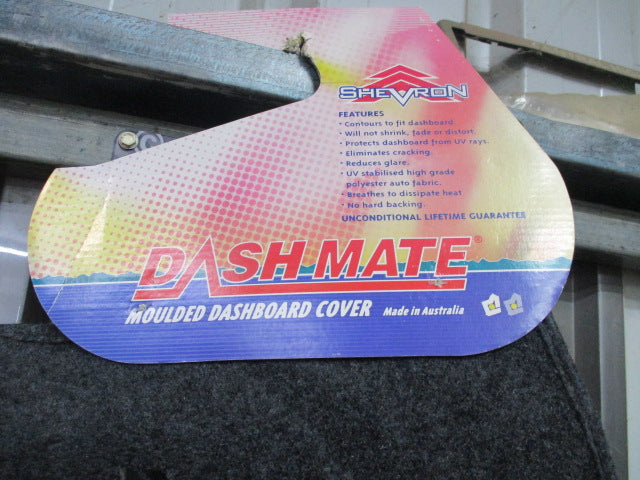 SHEVRON
FEATURES
• Contours to fit dashboard.
• Will not shrink, fade or distort.
• Protects dashboard from UV rays.
• Eliminates cracking.
• Reduces glare.
• UV stabilised high grade
polyester auto fabric.
• Breathes to dissipate heat
• No hard backing.
UNCONDITIONAL LIFETIME GUARANTEE
DASH MATE®
MOULDED DASHBOARD COVER Made in Australia